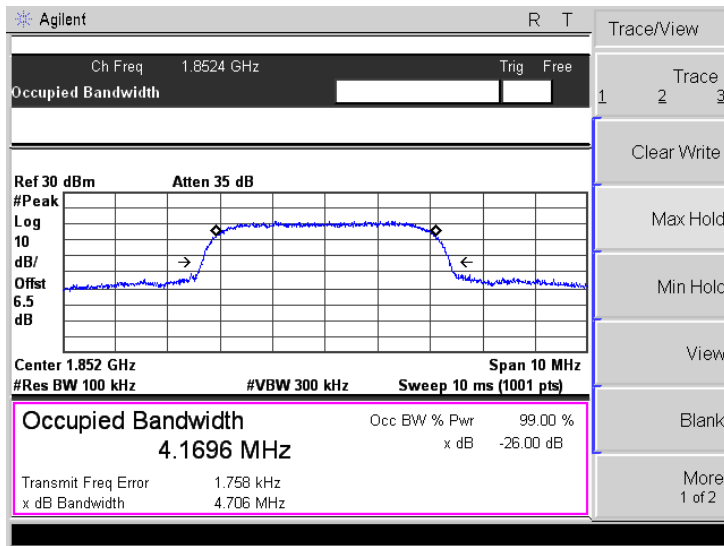 Agilent R T
Ch Freq 1.8524 GHz Trig Free
Occupied Bandwidth
Ref 30 dBm Atten 35 dB
#Peak
Log
10
dB/
Offst
6.5
dB
Center 1.852 GHz Span 10 MHz
#Res BW 100 kHz #VBW 300 kHz Sweep 10 ms (1001 pts)
Occupied Bandwidth
4.1696 MHz
Occ BW % Pwr 99.00 %
x dB -26.00 dB
Transmit Freq Error 1.758 kHz
x dB Bandwidth 4.706 MHz
Trace/View
Trace
1 2 3
Clear Write
Max Hold
Min Hold
View
Blank
More
1 of 2